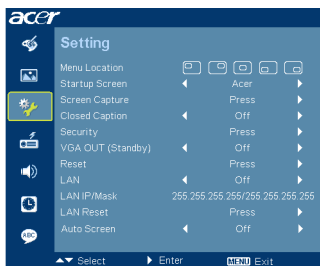 acer
Setting
Menu Location
Startup Screen Acer
Screen Capture Press
Closed Caption Off
Security Press
VGA OUT (Standby) Off
Reset Press
LAN Off
LAN IP/Mask 255.255.255.255/255.255.255.255
LAN Reset Press
Auto Screen Off
ABC
Select Enter MENU Exit